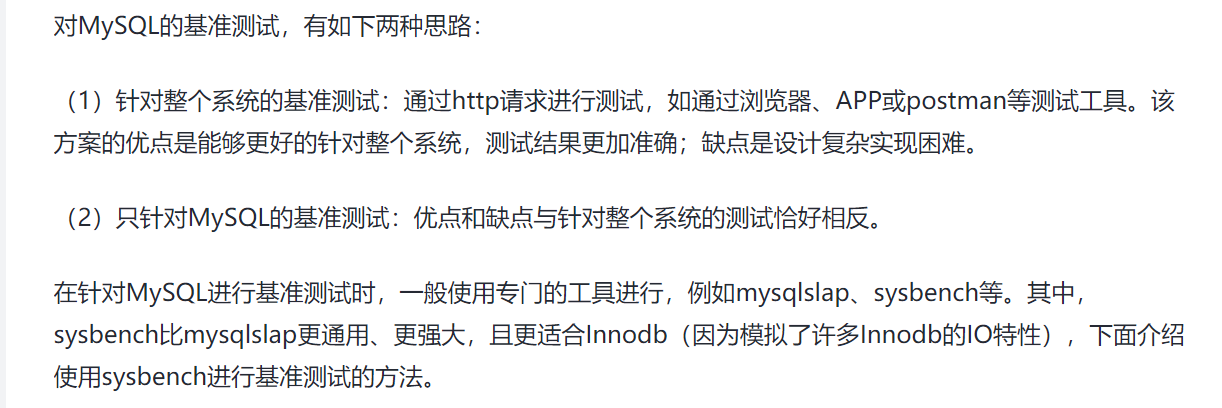 对MySQL的基准测试，有如下两种思路：
（1）针对整个系统的基准测试：通过http请求进行测试，如通过浏览器、APP或postman等测试工具。该
方案的优点是能够更好的针对整个系统，测试结果更加准确；缺点是设计复杂实现困难。
（2）只针对MySQL的基准测试：优点和缺点与针对整个系统的测试恰好相反。
在针对MySQL进行基准测试时，一般使用专门的工具进行，例如mysqlslap、sysbench等。其中，
sysbench比mysqlslap更通用、更强大，且更适合Innodb（因为模拟了许多Innodb的IO特性），下面介绍
使用sysbench进行基准测试的方法。